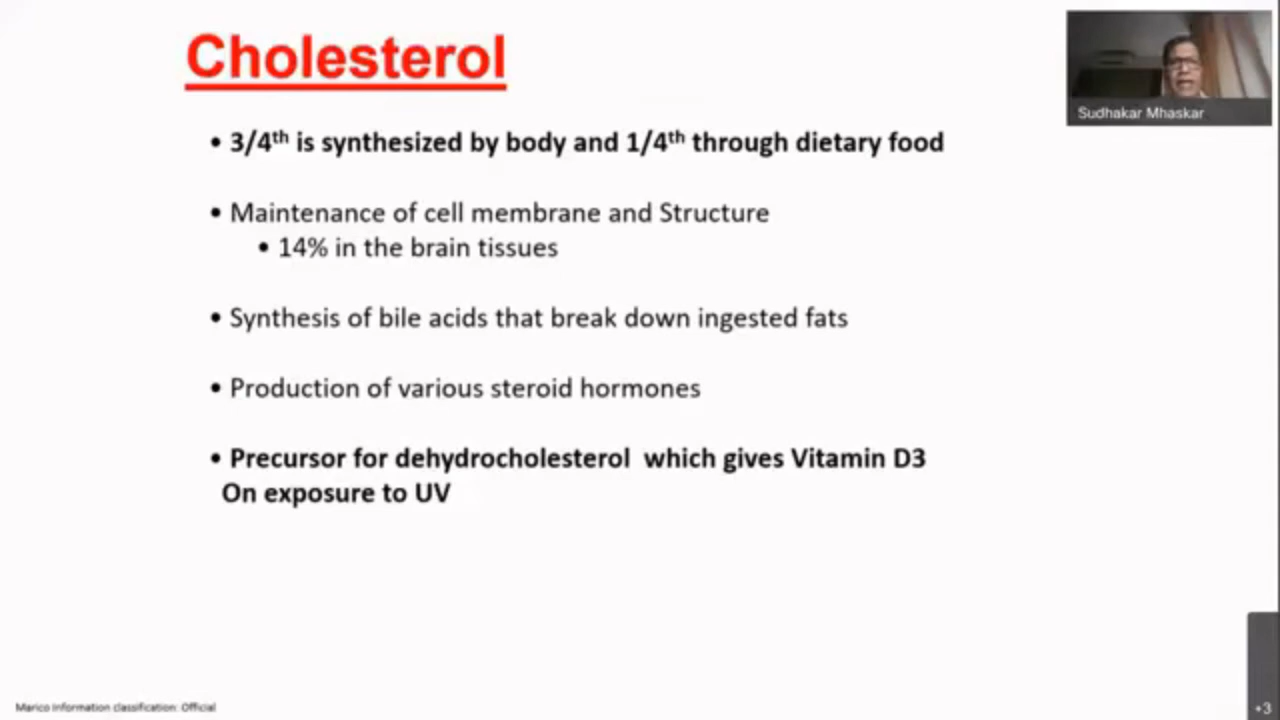 Cholesterol
Sudhakar Mhaskar
• 3/4th is synthesized by body and 1/4th through dietary food
• Maintenance of cell membrane and Structure
• 14% in the brain tissues
• Synthesis of bile acids that break down ingested fats
• Production of various steroid hormones
• Precursor for dehydrocholesterol which gives Vitamin D3
On exposure to UV
Marico Information classification: Official
+3